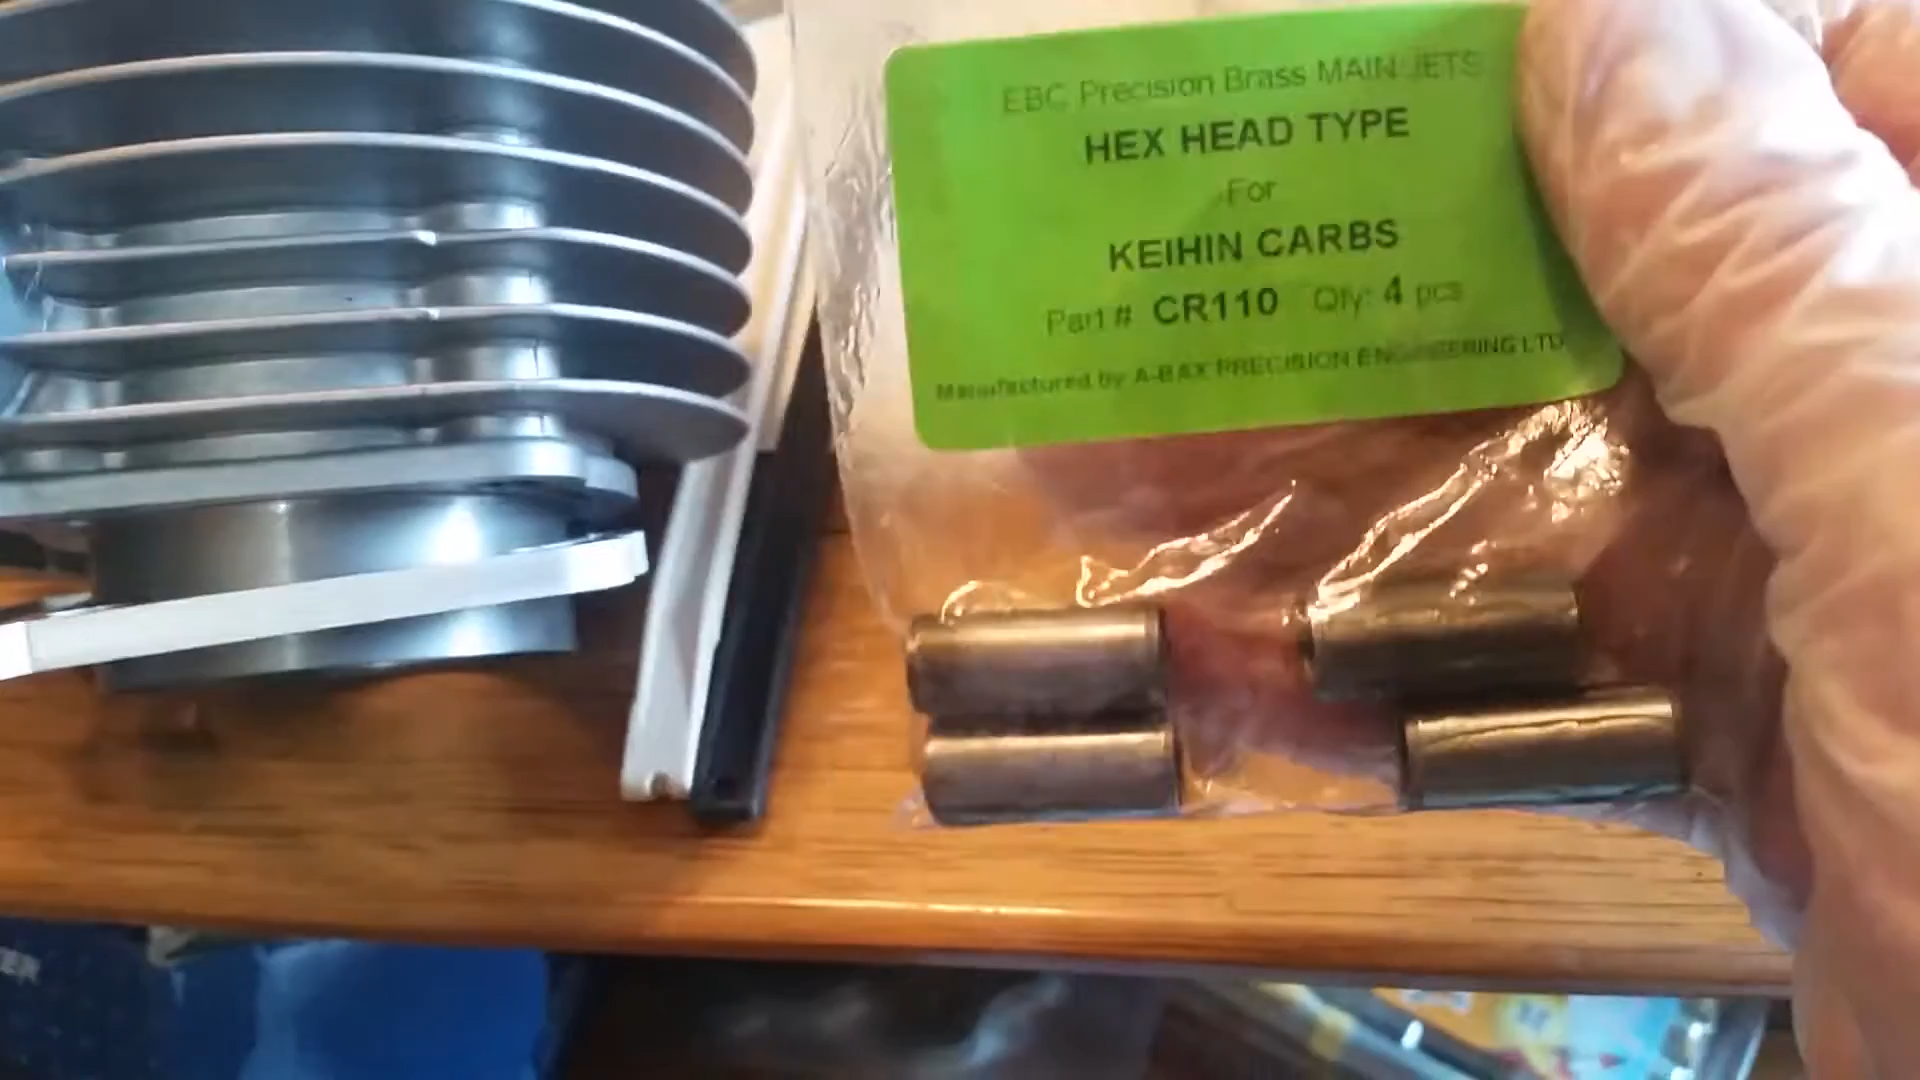 EBC Precision Brass MAIN JETS
HEX HEAD TYPE
For
KEIHIN CARBS
Part # CR110 Qty: 4 pcs
Manufactured by A-BAX PRECISION ENGINEERING LTD